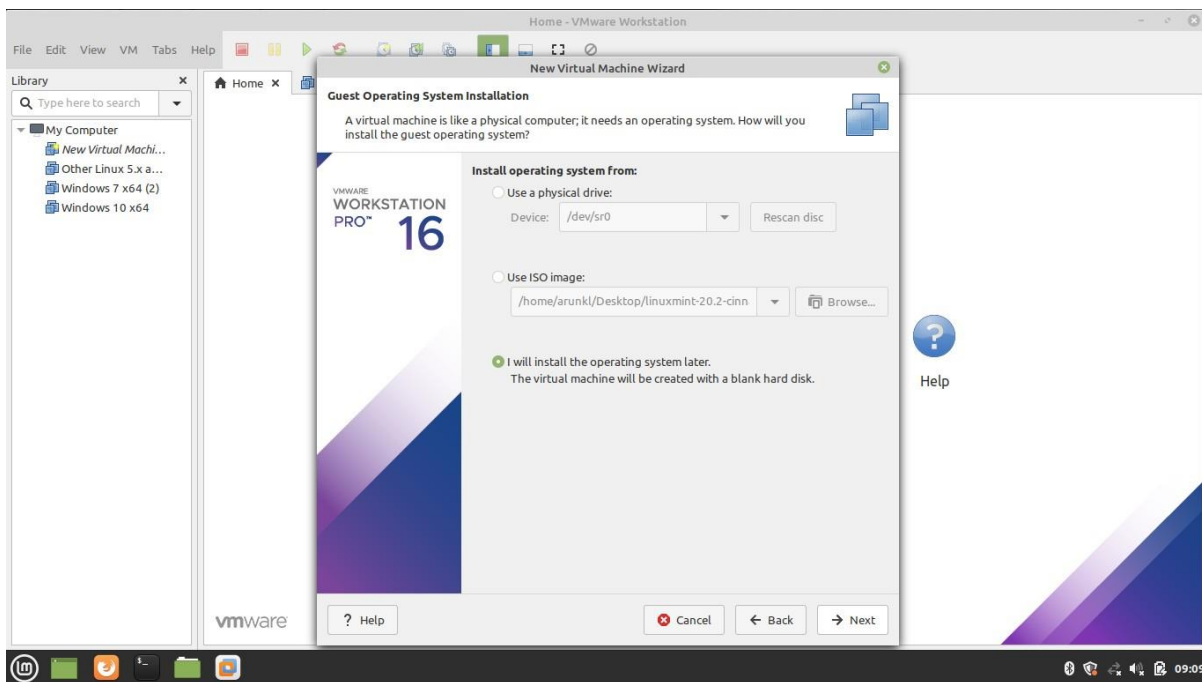 Home - VMware Workstation
File Edit View VM Tabs Help
Library
Type here to search
My Computer
New Virtual Machi...
Other Linux 5.x a...
Windows 7 x64 (2)
Windows 10 x64
Home
New Virtual Machine Wizard
Guest Operating System Installation
A virtual machine is like a physical computer; it needs an operating system. How will you
install the guest operating system?
VMWARE
WORKSTATION
PRO™ 16
Install operating system from:
Use a physical drive:
Device: /dev/sr0 Rescan disc
Use ISO image:
/home/arunkl/Desktop/linuxmint-20.2-cinn Browse...
I will install the operating system later.
The virtual machine will be created with a blank hard disk.
Help
vmware
? Help Cancel Back Next
09:09